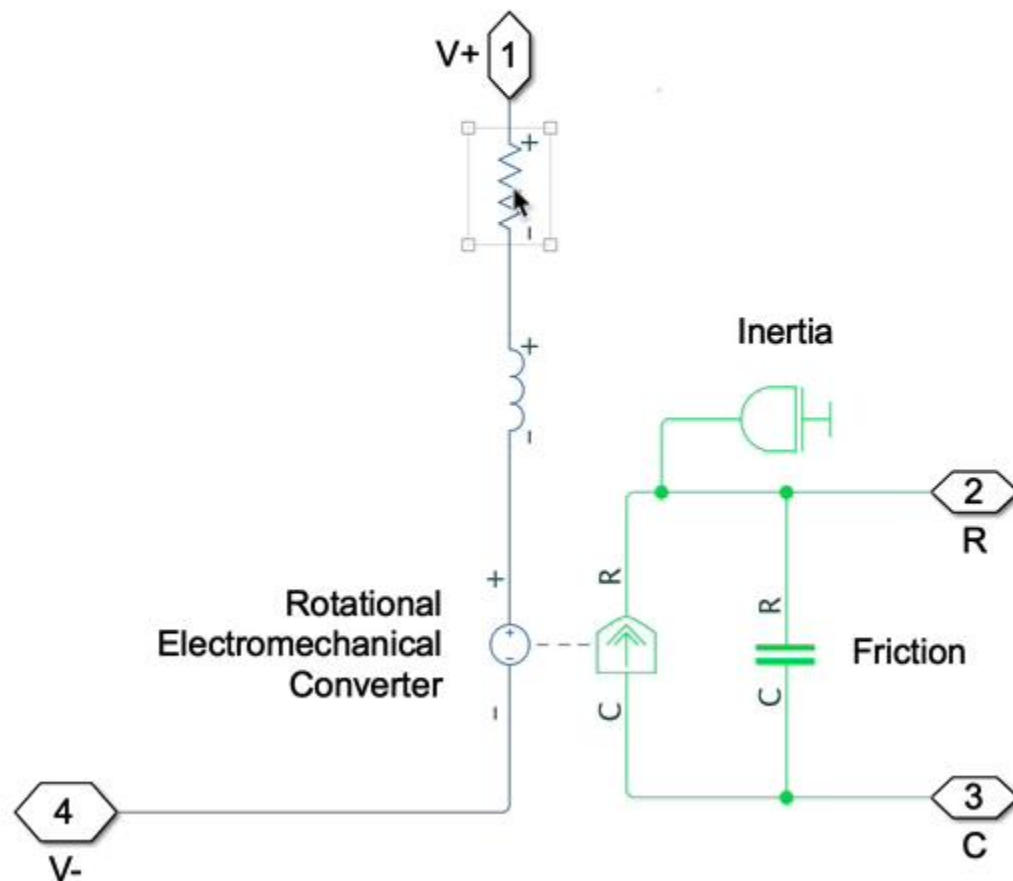 V+
1
+
-
+
-
Inertia
2
R
+
R
R
Rotational
Electromechanical
Converter
+
-
Friction
C
C
-
4
V-
3
C